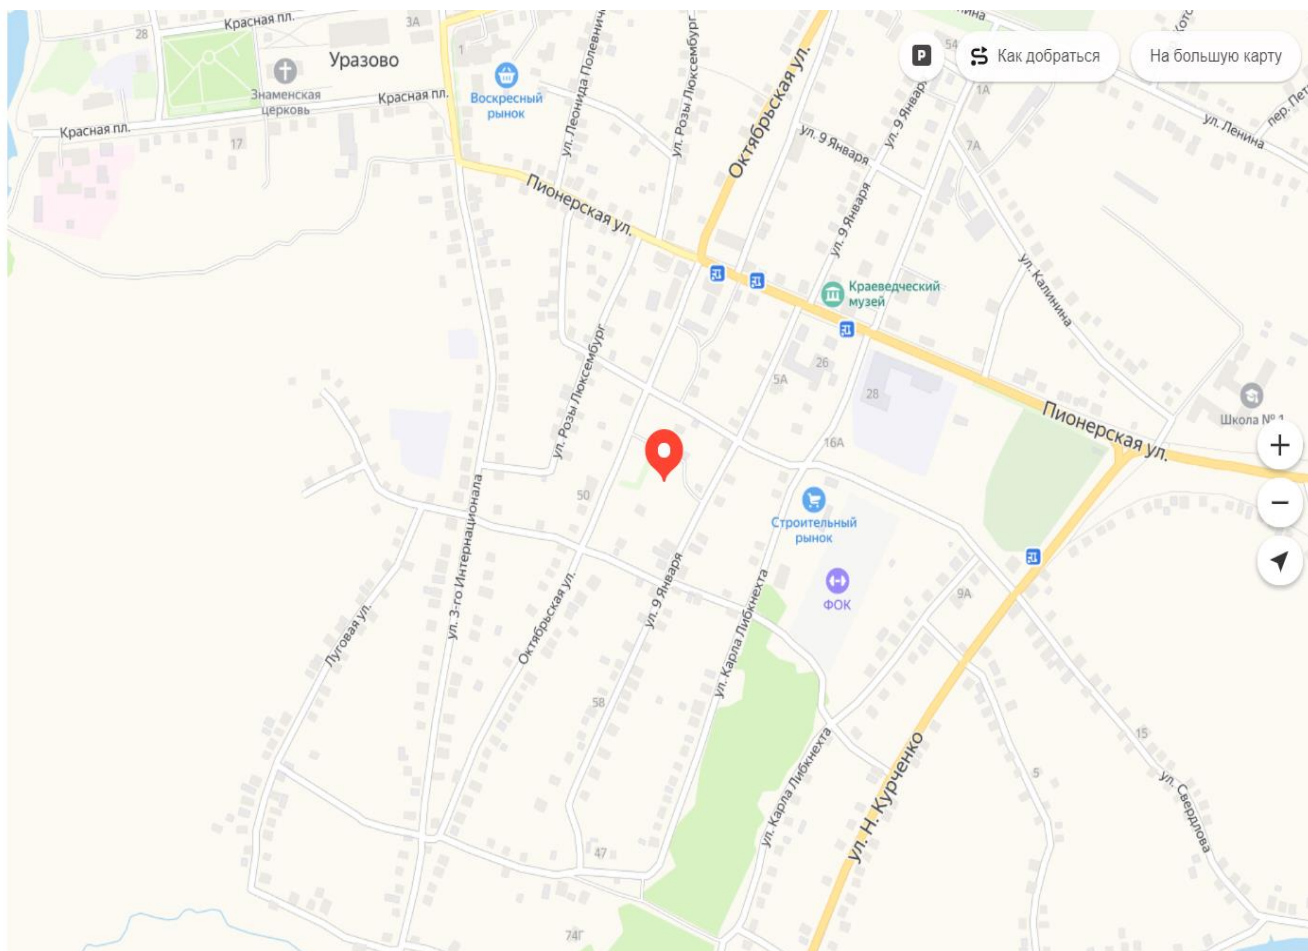 Красная пл.
28
3А
Уразово
Знаменская
церковь
Красная пл.
Красная пл.
17
1
Воскресный
рынок
ул. Розы Люксембург
Октябрьская ул.
54
Как добраться
На большую карту
1А
7А
ул. Ленина
ул. 9 Января
ул. 9 Января
ул. 9 Января
Пионерская ул.
ул. Калинина
Краеведческий
музей
5А
26
28
16А
Школа № 1
Пионерская ул.
ул. Розы Люксембург
50
Строительный
рынок
ФОК
9А
ул. 3-го Интернационала
Луговая ул.
Октябрьская ул.
ул. 9 Января
ул. Карла Либкнехта
58
ул. Карла Либкнехта
ул. Н. Курченко
15
5
ул. Свердлова
47
74Г